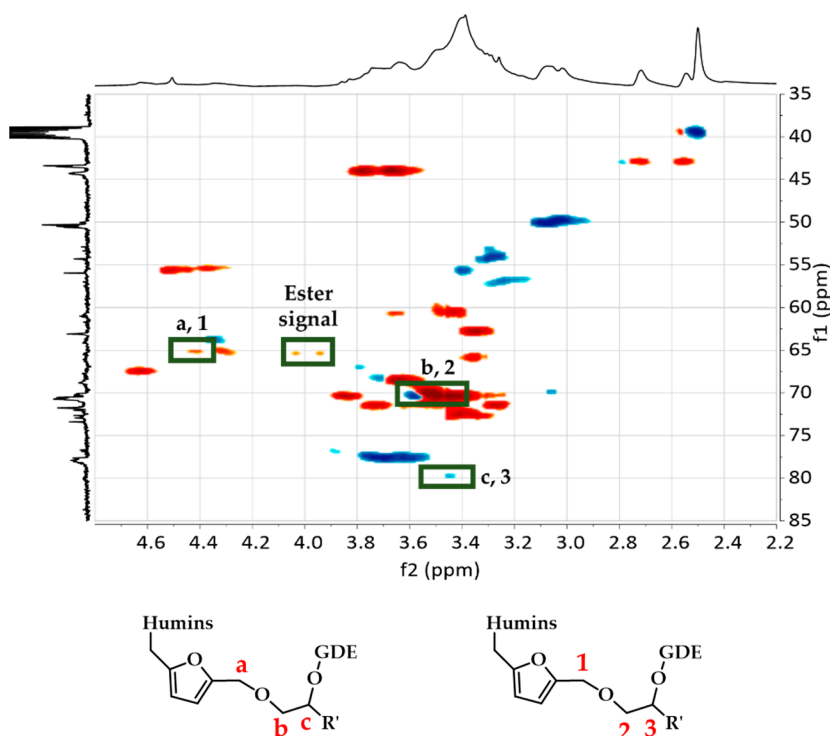 35
40
45
50
55
60
65
70
75
80
85
f1 (ppm)
Ester
signal
a, 1
b, 2
c, 3
4.6 4.4 4.2 4.0 3.8 3.6 3.4 3.2 3.0 2.8 2.6 2.4 2.2
f2 (ppm)
Humins
GDE
O
O
O
a
b
c
R'
Humins
GDE
O
O
O
1
2
3
R'